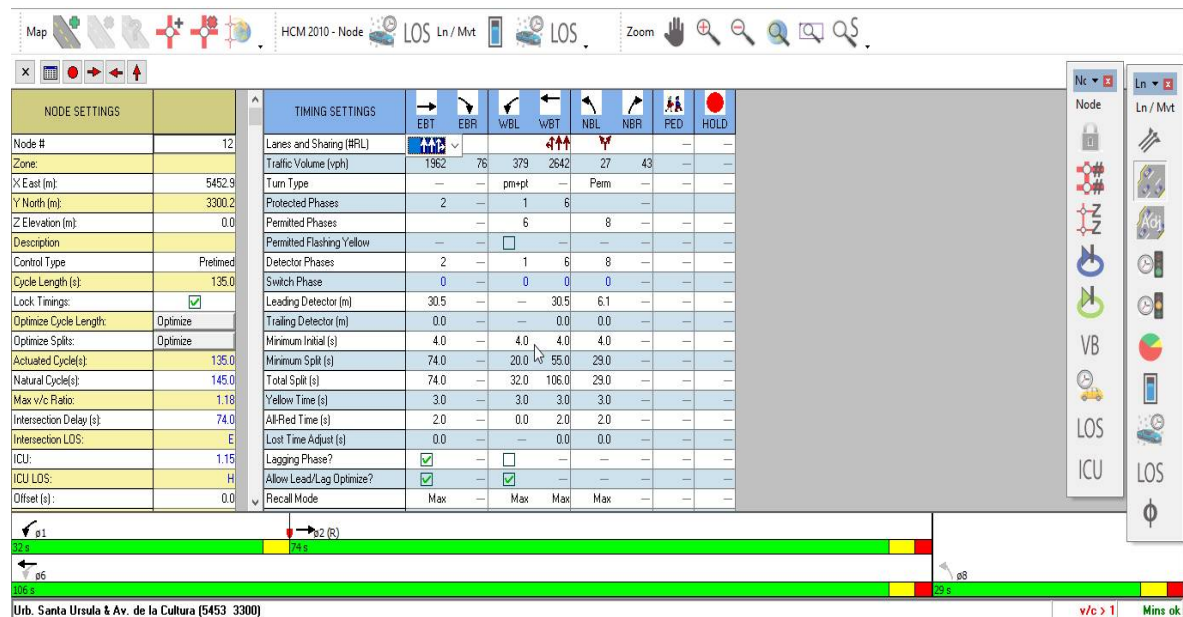 Map HCM 2010 - Node LOS Ln / Mvt LOS Zoom
NODE SETTINGS
Node # 12
Zone:
X East (m): 5452.9
Y North (m): 3300.2
Z Elevation (m): 0.0
Description
Control Type Pretimed
Cycle Length (s): 135.0
Lock Timings:
Optimize Cycle Length: Optimize
Optimize Splits: Optimize
Actuated Cycle(s): 135.0
Natural Cycle(s): 145.0
Max v/c Ratio: 1.18
Intersection Delay (s): 74.0
Intersection LOS: E
ICU: 1.15
ICU LOS: H
Offset (s) : 0.0
TIMING SETTINGS EBT EBR WBL WBT NBL NBR PED HOLD
Lanes and Sharing (#RL) — —
Traffic Volume (vph) 1962 76 379 2642 27 43 — —
Turn Type — — pm+pt — Perm — — —
Protected Phases 2 — 1 6 — — —
Permitted Phases — 6 8 — — —
Permitted Flashing Yellow — — — — — — —
Detector Phases 2 — 1 6 8 — — —
Switch Phase 0 — 0 0 0 — — —
Leading Detector (m) 30.5 — — 30.5 6.1 — — —
Trailing Detector (m) 0.0 — — 0.0 0.0 — — —
Minimum Initial (s) 4.0 — 4.0 4.0 4.0 — — —
Minimum Split (s) 74.0 — 20.0 55.0 29.0 — — —
Total Split (s) 74.0 — 32.0 106.0 29.0 — — —
Yellow Time (s) 3.0 — 3.0 3.0 3.0 — — —
All-Red Time (s) 2.0 — 0.0 2.0 2.0 — — —
Lost Time Adjust (s) 0.0 — — 0.0 0.0 — — —
Lagging Phase? — — — — — —
Allow Lead/Lag Optimize? — — — — — —
Recall Mode Max — Max Max Max — — —
Nc
Node
VB
LOS
ICU
Ln
Ln / Mvt
Adj
LOS
ϕ
ø1 ø2 (R)
32 s 74 s
ø6 ø8
106 s 29 s
Urb. Santa Ursula & Av. de la Cultura (5453 3300) v/c > 1 Mins ok